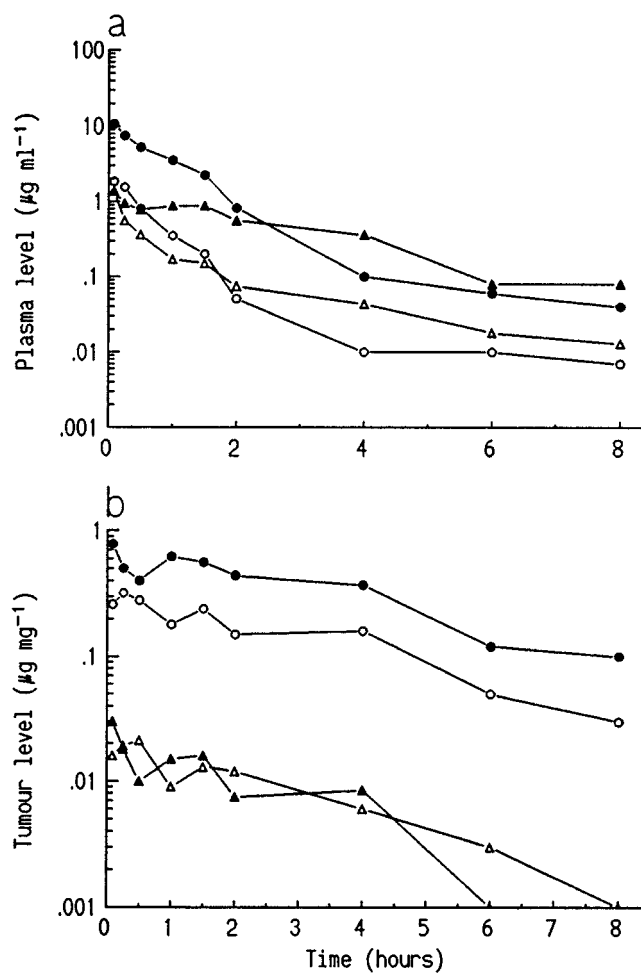 a
100
10
1
.1
.01
.001
Plasma level (µg ml⁻¹)
0 2 4 6 8
b
1
.1
.01
.001
Tumour level (µg mg⁻¹)
0 1 2 3 4 5 6 7 8
Time (hours)